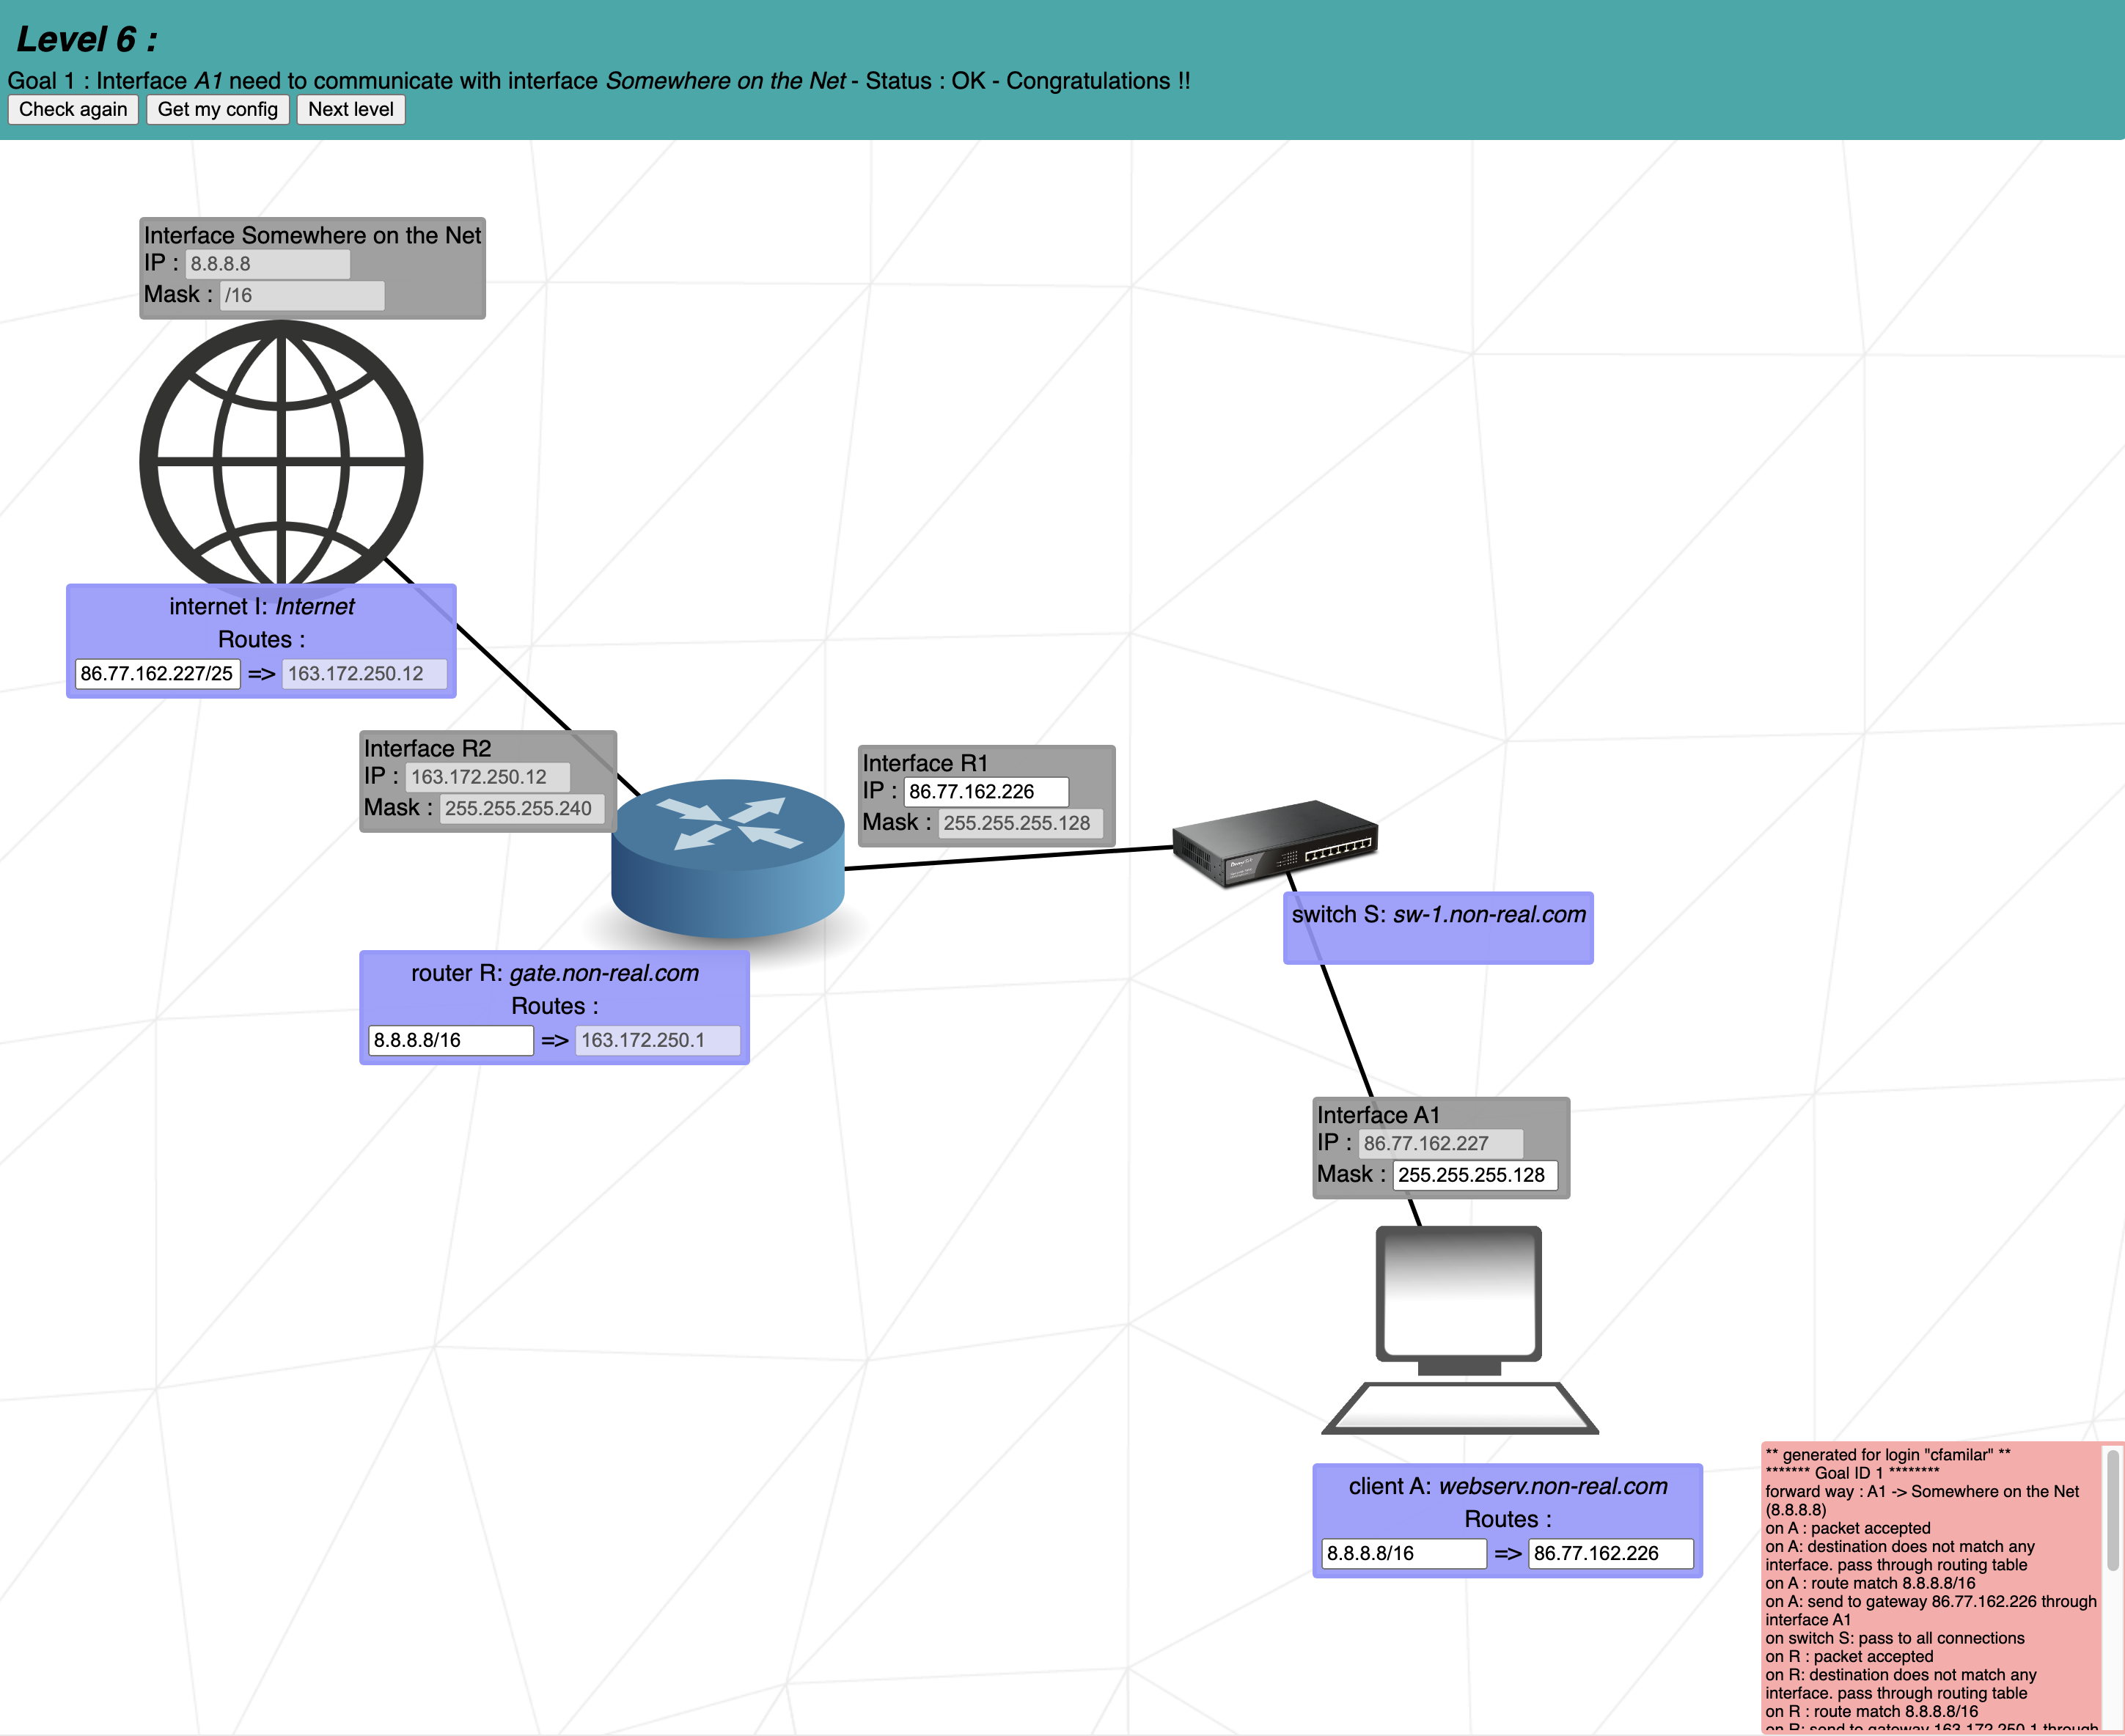 Level 6 :
Goal 1 : Interface A1 need to communicate with interface Somewhere on the Net - Status : OK - Congratulations !!
Check again Get my config Next level
Interface Somewhere on the Net
IP : 8.8.8.8
Mask : /16
internet I: Internet
Routes :
86.77.162.227/25 => 163.172.250.12
Interface R2
IP : 163.172.250.12
Mask : 255.255.255.240
Interface R1
IP : 86.77.162.226
Mask : 255.255.255.128
switch S: sw-1.non-real.com
router R: gate.non-real.com
Routes :
8.8.8.8/16 => 163.172.250.1
Interface A1
IP : 86.77.162.227
Mask : 255.255.255.128
client A: webserv.non-real.com
Routes :
8.8.8.8/16 => 86.77.162.226
** generated for login "cfamilar" **
******* Goal ID 1 ********
forward way : A1 -> Somewhere on the Net
(8.8.8.8)
on A : packet accepted
on A: destination does not match any
interface. pass through routing table
on A : route match 8.8.8.8/16
on A: send to gateway 86.77.162.226 through
interface A1
on switch S: pass to all connections
on R : packet accepted
on R: destination does not match any
interface. pass through routing table
on R : route match 8.8.8.8/16
on R: send to gateway 163.172.250.1 through